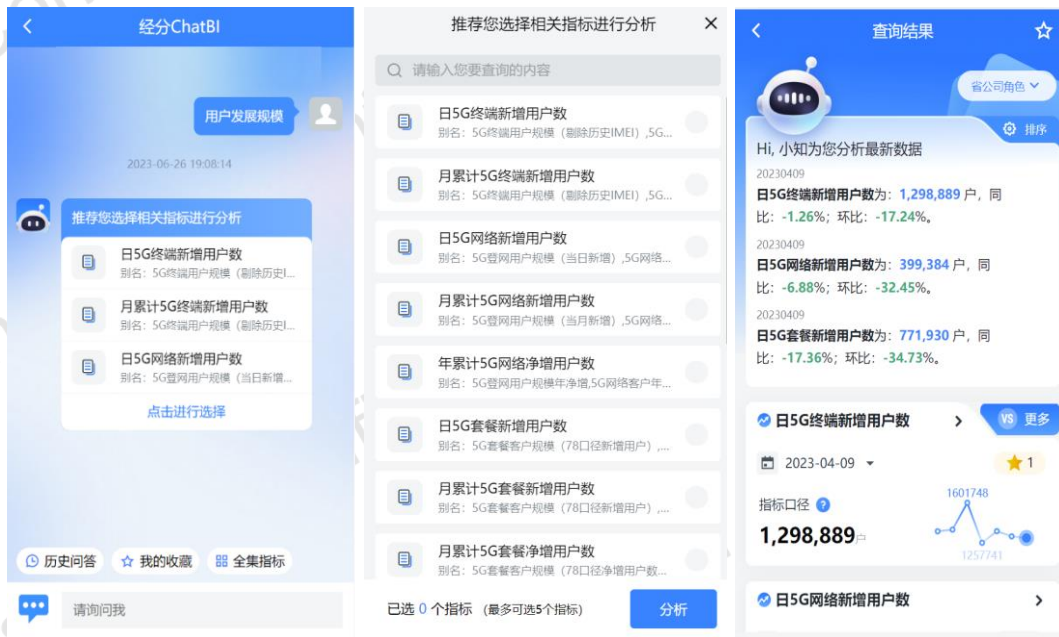 经分ChatBI
用户发展规模
2023-06-26 19:08:14
推荐您选择相关指标进行分析
日5G终端新增用户数
别名：5G终端用户规模（剔除历史I...
月累计5G终端新增用户数
别名：5G终端用户规模（剔除历史I...
日5G网络新增用户数
别名：5G登网用户规模（当日新增...
点击进行选择
历史问答
我的收藏
全集指标
请询问我
推荐您选择相关指标进行分析
请输入您要查询的内容
日5G终端新增用户数
别名：5G终端用户规模（剔除历史IMEI）,5G...
月累计5G终端新增用户数
别名：5G终端用户规模（剔除历史IMEI）,5G...
日5G网络新增用户数
别名：5G登网用户规模（当日新增）,5G网络...
月累计5G网络新增用户数
别名：5G登网用户规模（当月新增）,5G网络...
年累计5G网络净增用户数
别名：5G登网用户规模年净增,5G网络客户年...
日5G套餐新增用户数
别名：5G套餐客户规模（78口径新增用户）,...
月累计5G套餐新增用户数
别名：5G套餐客户规模（78口径新增用户）,...
月累计5G套餐净增用户数
别名：5G套餐客户规模（78口径净增用户数...
已选 0 个指标 （最多可选5个指标）
分析
查询结果
省公司角色
排序
Hi, 小知为您分析最新数据
20230409
日5G终端新增用户数为：1,298,889 户，同
比：-1.26%；环比：-17.24%。
20230409
日5G网络新增用户数为：399,384 户，同
比：-6.88%；环比：-32.45%。
20230409
日5G套餐新增用户数为：771,930 户，同
比：-17.36%；环比：-34.73%。
日5G终端新增用户数
VS 更多
2023-04-09
1
指标口径
1601748
1,298,889户
1257741
日5G网络新增用户数